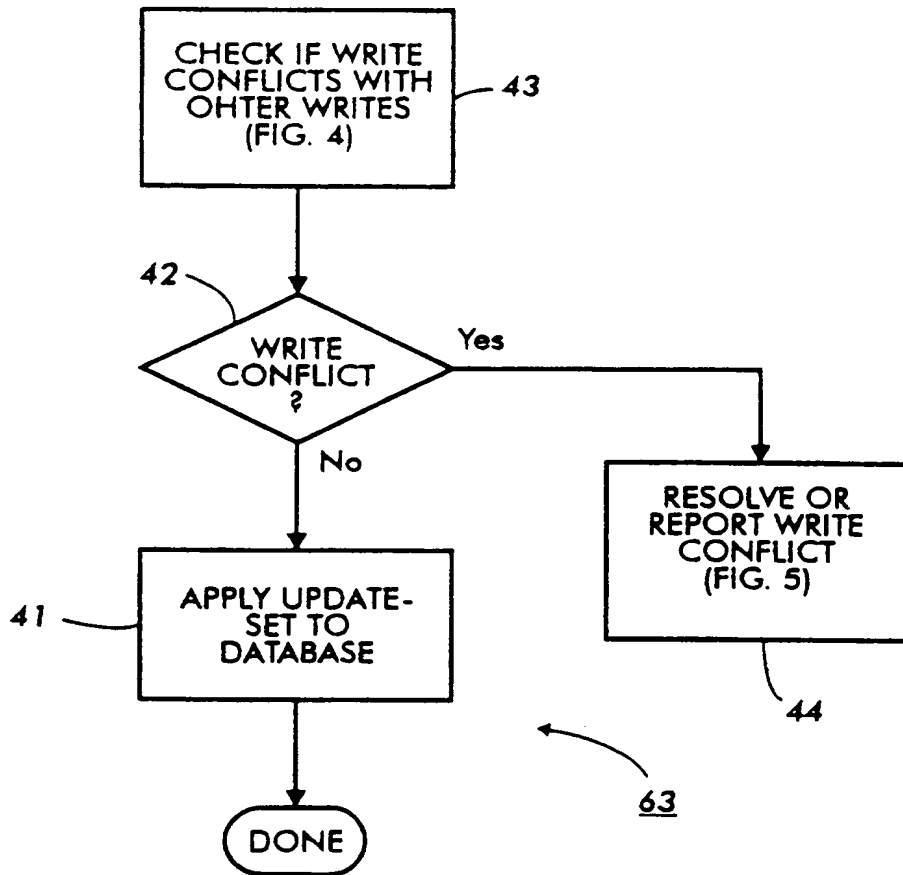 CHECK IF WRITE
CONFLICTS WITH
OHTER WRITES
(FIG. 4)
43
42
WRITE
CONFLICT
?
Yes
No
RESOLVE OR
REPORT WRITE
CONFLICT
(FIG. 5)
44
41
APPLY UPDATE-
SET TO
DATABASE
63
DONE